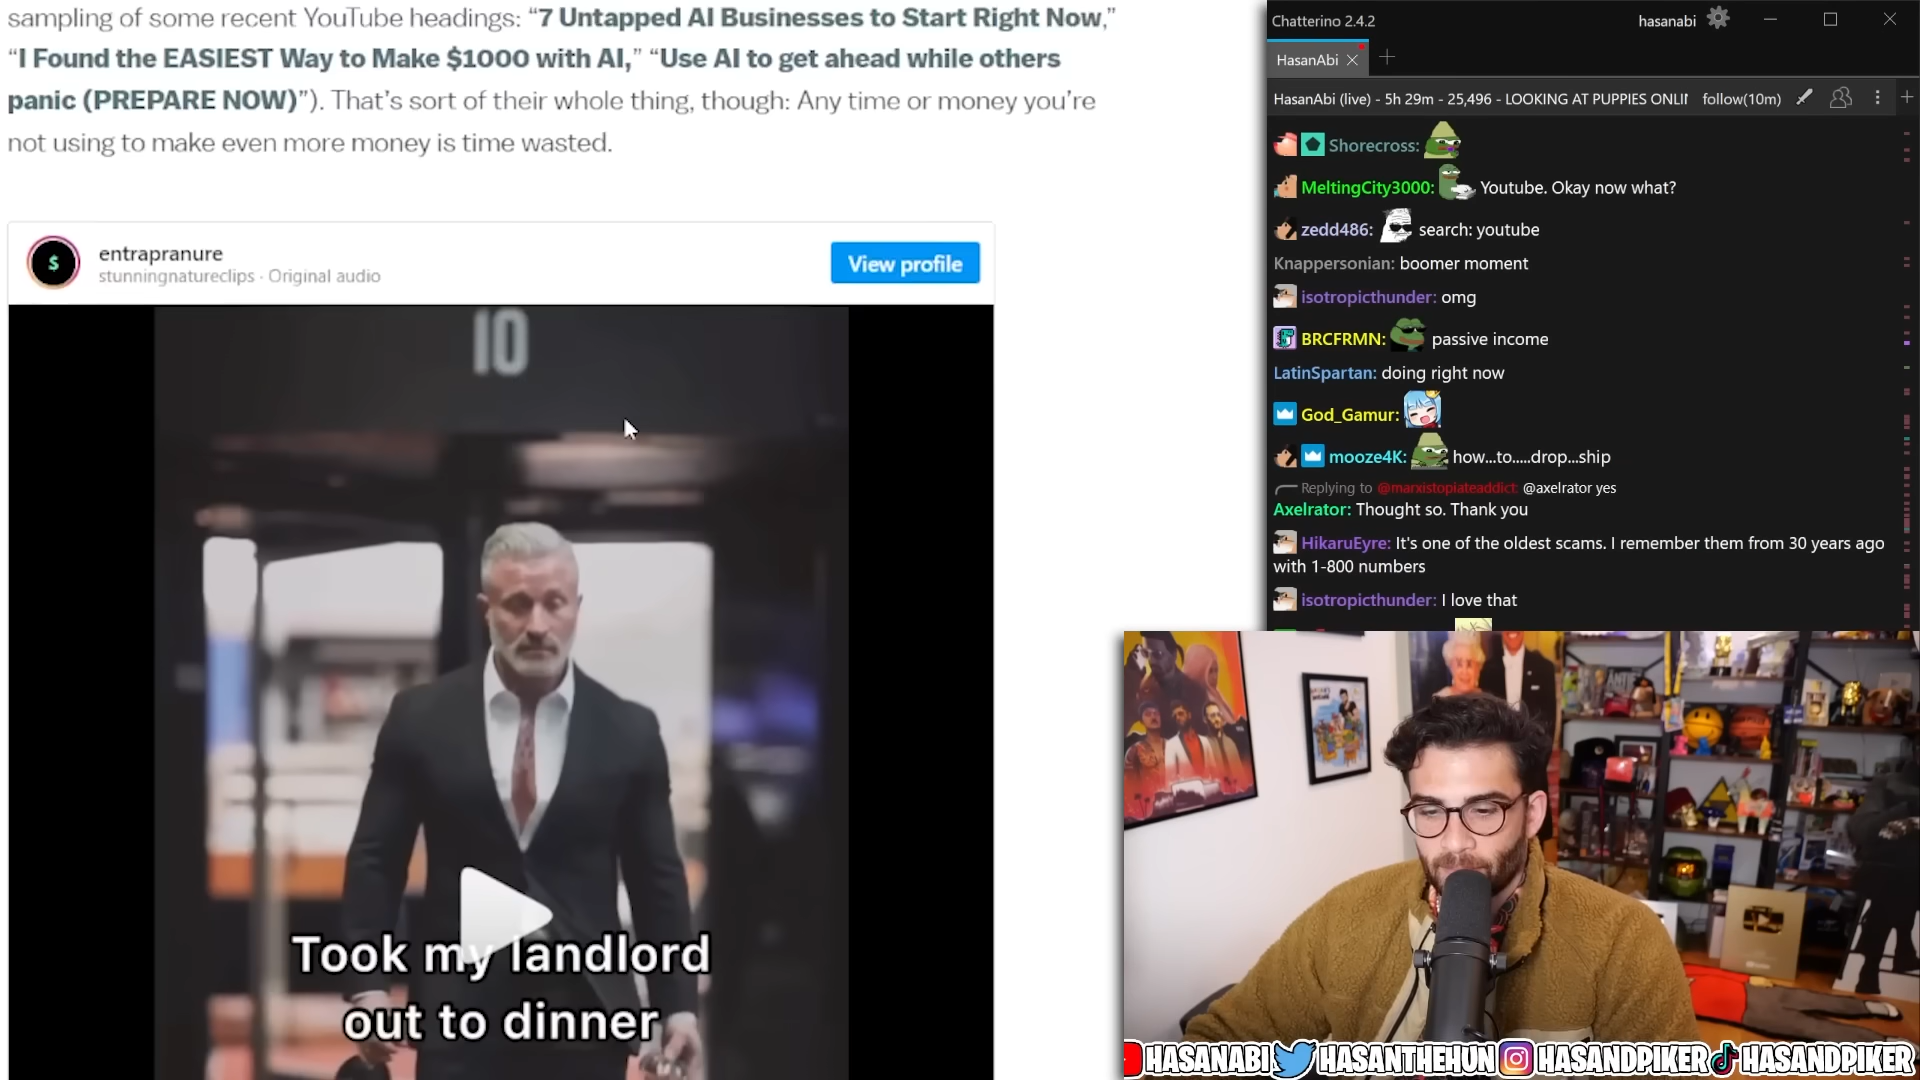 sampling of some recent YouTube headings: “7 Untapped AI Businesses to Start Right Now,”
“I Found the EASIEST Way to Make $1000 with AI,” “Use AI to get ahead while others
panic (PREPARE NOW)”). That’s sort of their whole thing, though: Any time or money you’re
not using to make even more money is time wasted.
$
entrapranure
stunningnatureclips · Original audio
View profile
10
Took my landlord
out to dinner
Chatterino 2.4.2
hasanabi
HasanAbi
HasanAbi (live) - 5h 29m - 25,496 - LOOKING AT PUPPIES ONLI
follow(10m)
Shorecross:
MeltingCity3000: Youtube. Okay now what?
zedd486: search: youtube
Knappersonian: boomer moment
isotropicthunder: omg
BRCFRMN: passive income
LatinSpartan: doing right now
God_Gamur:
mooze4K: how...to.....drop...ship
Replying to @marxistopiateaddict: @axelrator yes
Axelrator: Thought so. Thank you
HikaruEyre: It's one of the oldest scams. I remember them from 30 years ago
with 1-800 numbers
isotropicthunder: I love that
HASANABI HASANTHEHUN HASANDPIKER HASANDPIKER